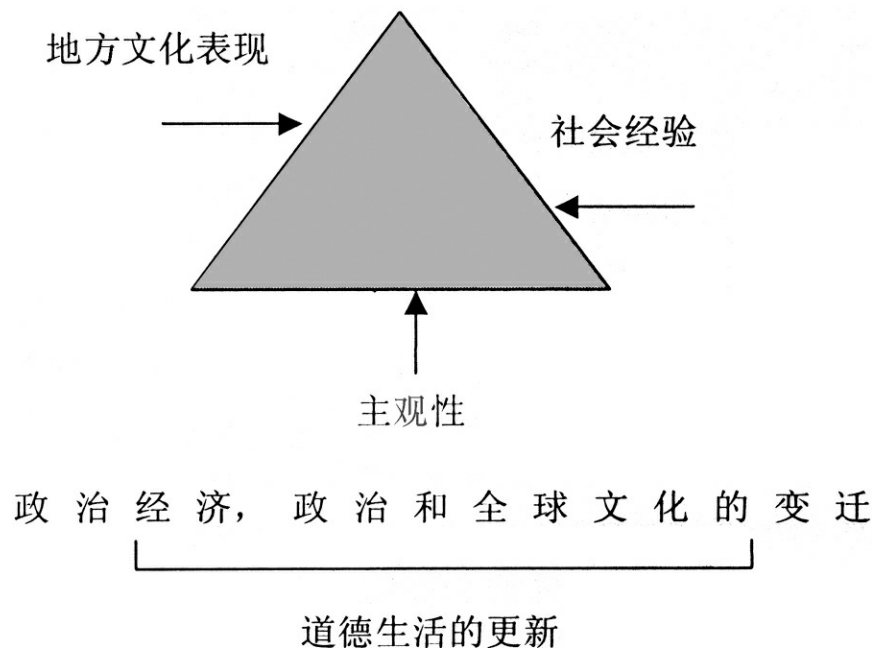 地方文化表现
社会经验
主观性
政治经济，政治和全球文化的变迁
道德生活的更新